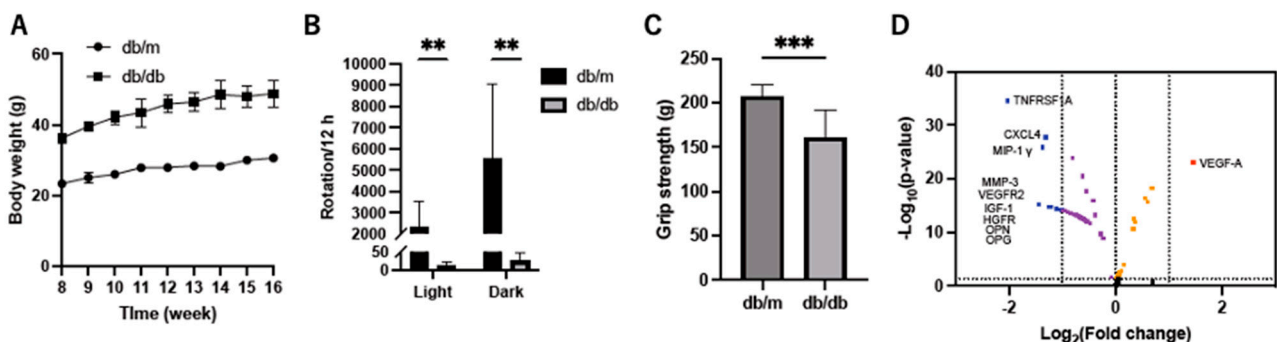 A
db/m
db/db
Body weight (g)
60
40
20
0
8 9 10 11 12 13 14 15 16
TIme (week)
B
** **
Rotation/12 h
10000
9000
8000
7000
6000
5000
4000
3000
2000
50
0
Light Dark
db/m
db/db
C
***
Grip strength (g)
250
200
150
100
50
0
db/m db/db
D
-Log10(p-value)
40
30
20
10
0
TNFRSF1A
CXCL4
MIP-1 γ
VEGF-A
MMP-3
VEGFR2
IGF-1
HGFR
OPN
OPG
-2 0 2
Log2(Fold change)